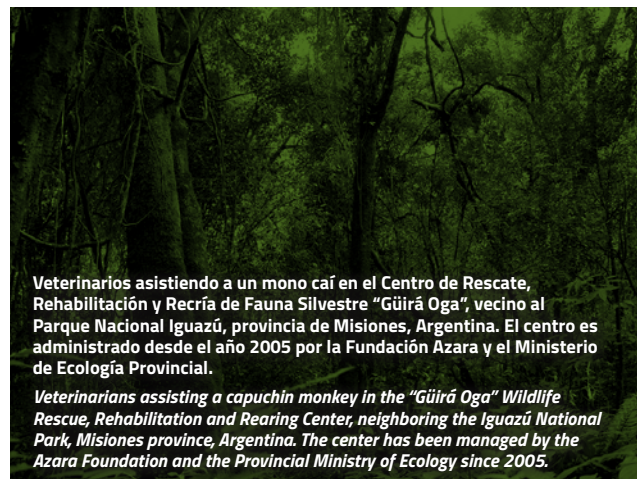 Veterinarios asistiendo a un mono caí en el Centro de Rescate,
Rehabilitación y Recría de Fauna Silvestre “Güirá Oga”, vecino al
Parque Nacional Iguazú, provincia de Misiones, Argentina. El centro es
administrado desde el año 2005 por la Fundación Azara y el Ministerio
de Ecología Provincial.
Veterinarians assisting a capuchin monkey in the “Güirá Oga” Wildlife
Rescue, Rehabilitation and Rearing Center, neighboring the Iguazú National
Park, Misiones province, Argentina. The center has been managed by the
Azara Foundation and the Provincial Ministry of Ecology since 2005.